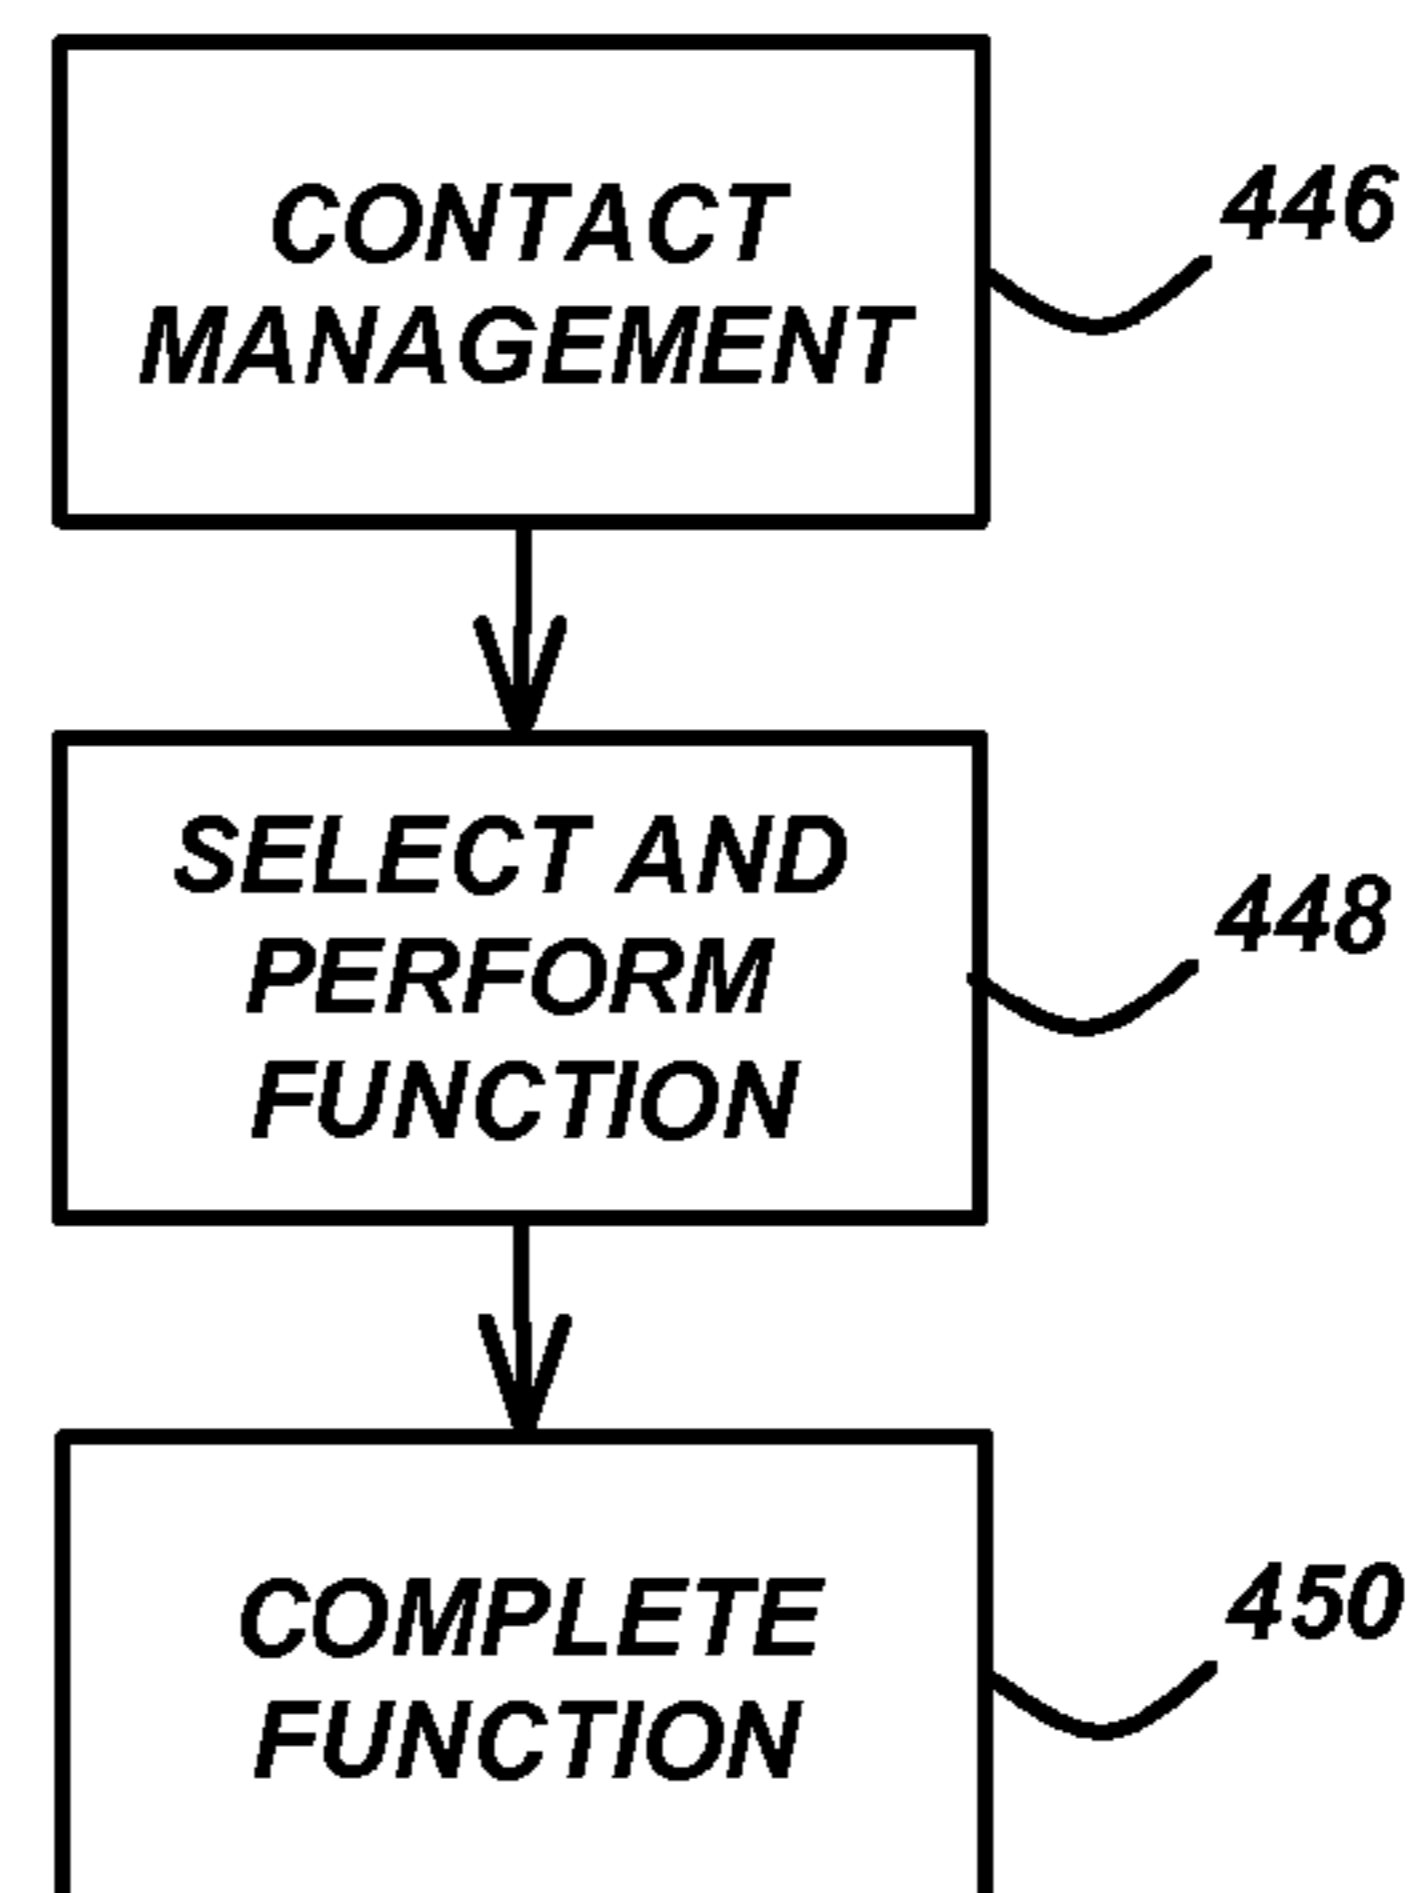 CONTACT
MANAGEMENT
446
SELECT AND
PERFORM
FUNCTION
448
COMPLETE
FUNCTION
450